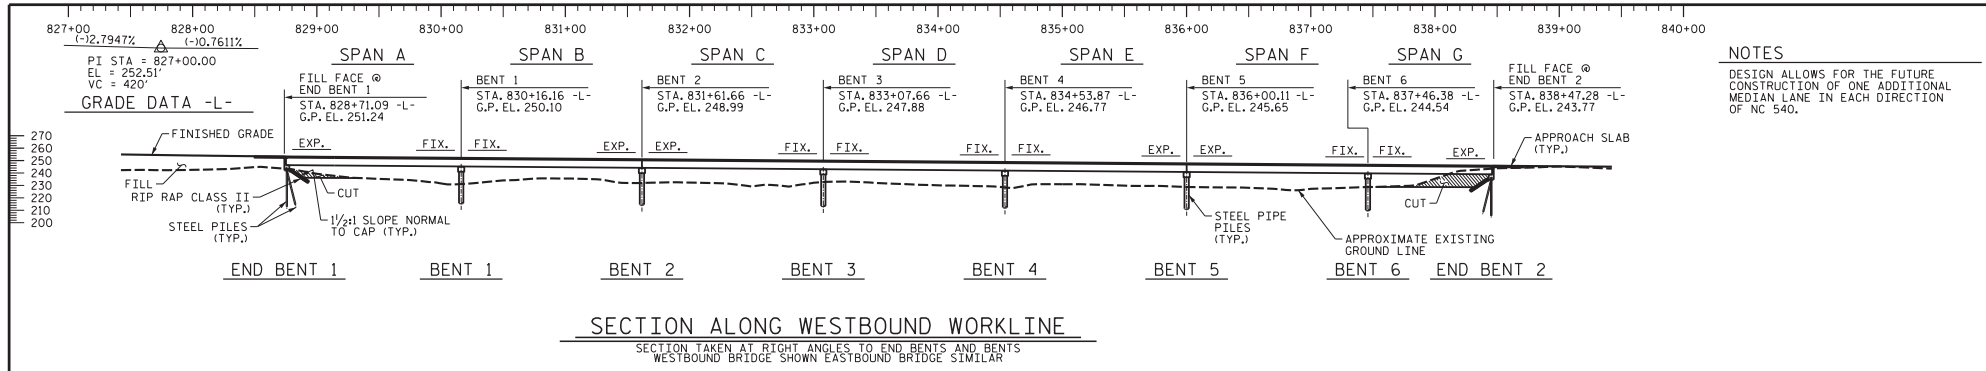 827+00 828+00 829+00 830+00 831+00 832+00 833+00 834+00 835+00 836+00 837+00 838+00 839+00 840+00
(-)2.7947% (-)0.7611%
PI STA = 827+00.00
EL = 252.51'
VC = 420'
GRADE DATA -L-
SPAN A SPAN B SPAN C SPAN D SPAN E SPAN F SPAN G
FILL FACE @
END BENT 1
STA. 828+71.09 -L-
G.P. EL. 251.24
BENT 1
STA. 830+16.16 -L-
G.P. EL. 250.10
BENT 2
STA. 831+61.66 -L-
G.P. EL. 248.99
BENT 3
STA. 833+07.66 -L-
G.P. EL. 247.88
BENT 4
STA. 834+53.87 -L-
G.P. EL. 246.77
BENT 5
STA. 836+00.11 -L-
G.P. EL. 245.65
BENT 6
STA. 837+46.38 -L-
G.P. EL. 244.54
FILL FACE @
END BENT 2
STA. 838+47.28 -L-
G.P. EL. 243.77
NOTES
DESIGN ALLOWS FOR THE FUTURE
CONSTRUCTION OF ONE ADDITIONAL
MEDIAN LANE IN EACH DIRECTION
OF NC 540.
270
260
250
240
230
220
210
200
FINISHED GRADE
EXP. FIX. FIX. EXP. EXP. FIX. FIX. FIX. FIX. EXP. EXP. FIX. FIX. EXP.
APPROACH SLAB
(TYP.)
FILL
RIP RAP CLASS II
(TYP.)
STEEL PILES
(TYP.)
CUT
1½:1 SLOPE NORMAL
TO CAP (TYP.)
STEEL PIPE
PILES
(TYP.)
CUT
APPROXIMATE EXISTING
GROUND LINE
END BENT 1 BENT 1 BENT 2 BENT 3 BENT 4 BENT 5 BENT 6 END BENT 2
SECTION ALONG WESTBOUND WORKLINE
SECTION TAKEN AT RIGHT ANGLES TO END BENTS AND BENTS
WESTBOUND BRIDGE SHOWN EASTBOUND BRIDGE SIMILAR